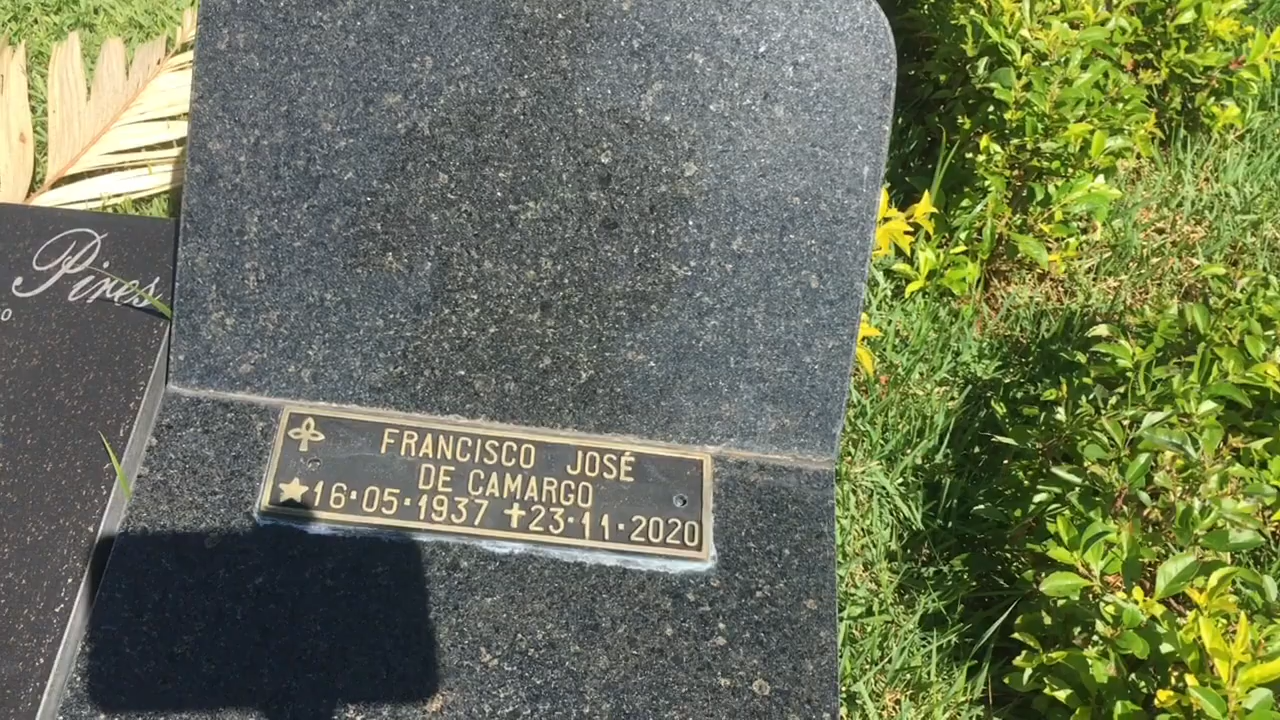 Pires
o
FRANCISCO JOSÉ
DE CAMARGO
16·05·1937 ✝23·11·2020